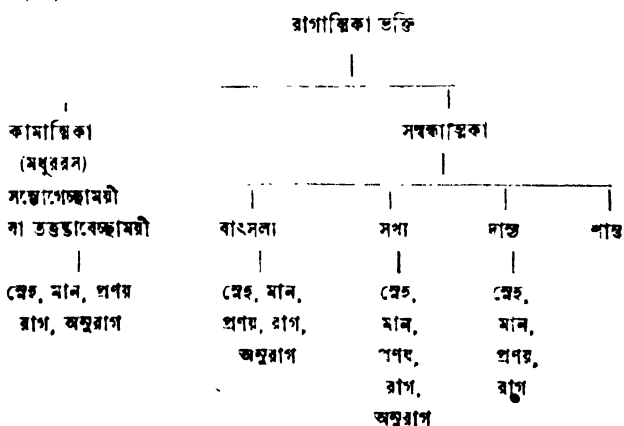 রাগাত্মিকা ভক্তি
কামাত্মিকা
(মধুররস)
সম্ভোগেচ্ছাময়ী
বা তত্তদ্ভাবেচ্ছাময়ী
স্নেহ, মান, প্রণয়
রাগ, অনুরাগ
সম্বন্ধাত্মিকা
বাৎসল্য
স্নেহ, মান,
প্রণয়, রাগ,
অনুরাগ
সখ্য
স্নেহ,
মান,
প্রণয়,
রাগ,
অনুরাগ
দাস্য
স্নেহ,
মান,
প্রণয়,
রাগ
শান্ত